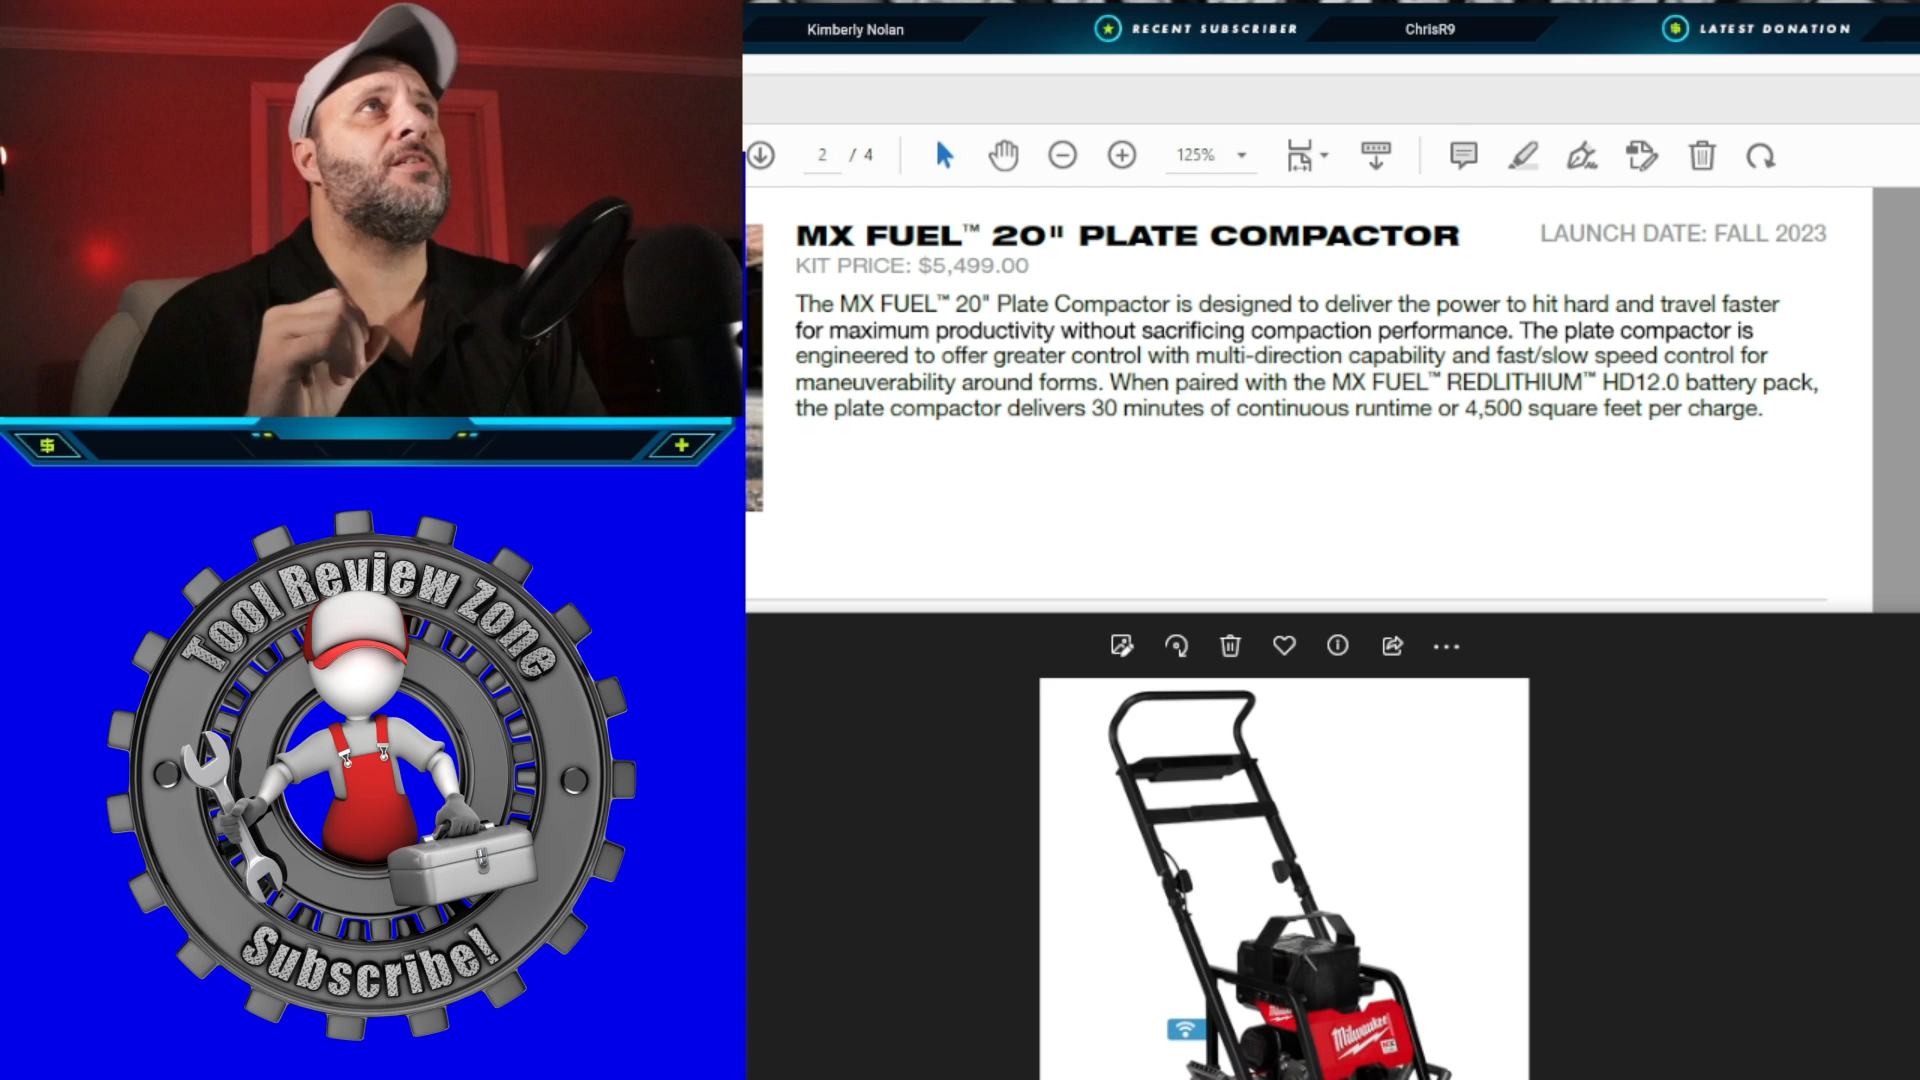 Kimberly Nolan
RECENT SUBSCRIBER
ChrisR9
LATEST DONATION
2 / 4
125%
MX FUEL™ 20" PLATE COMPACTOR
LAUNCH DATE: FALL 2023
KIT PRICE: $5,499.00
The MX FUEL™ 20" Plate Compactor is designed to deliver the power to hit hard and travel faster
for maximum productivity without sacrificing compaction performance. The plate compactor is
engineered to offer greater control with multi-direction capability and fast/slow speed control for
maneuverability around forms. When paired with the MX FUEL™ REDLITHIUM™ HD12.0 battery pack,
the plate compactor delivers 30 minutes of continuous runtime or 4,500 square feet per charge.
Tool Review Zone
Subscribe!
Milwaukee